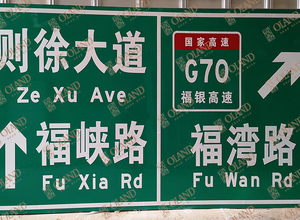 则徐大道
Ze Xu Ave
福峡路
Fu Xia Rd
国家高速
G70
福银高速
福湾路
Fu Wan Rd
OLAND